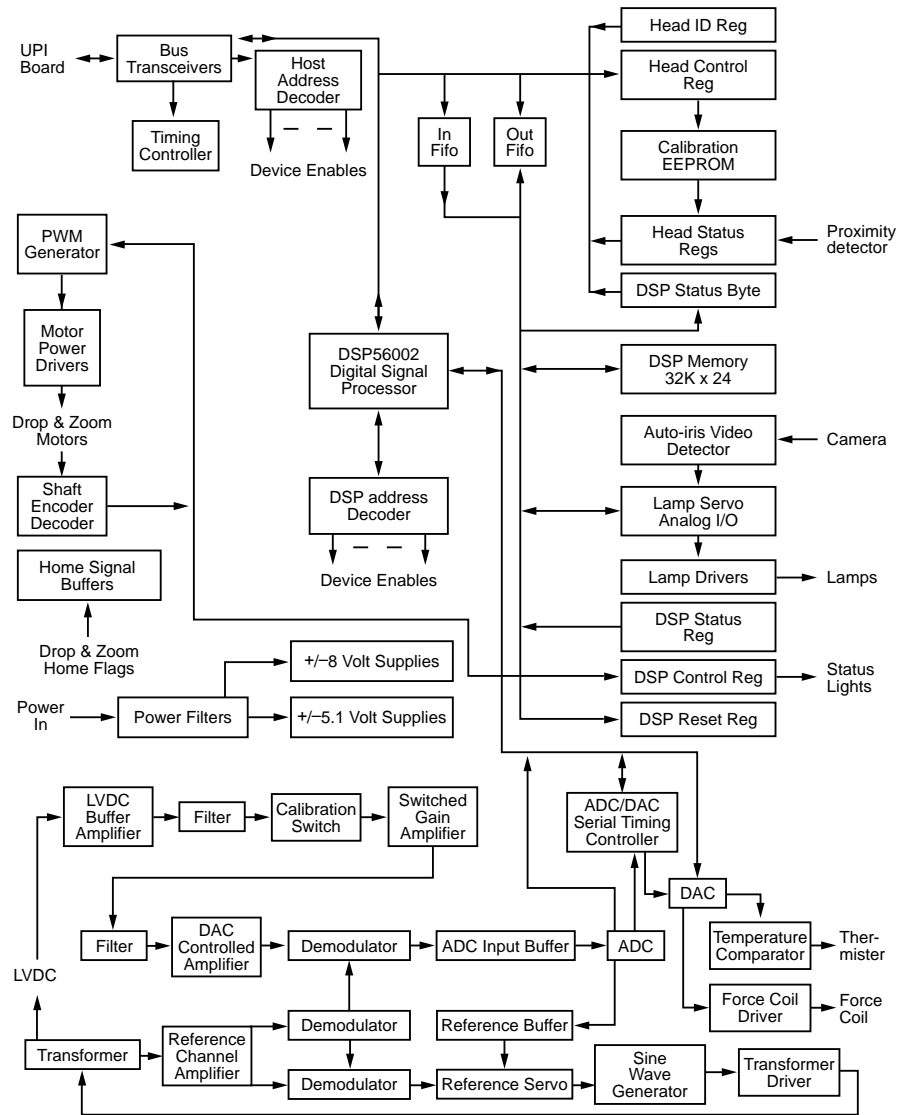 UPI
Board
Bus
Transceivers
Host
Address
Decoder
Timing
Controller
Device Enables
In
Fifo
Out
Fifo
Head ID Reg
Head Control
Reg
Calibration
EEPROM
Head Status
Regs
Proximity
detector
DSP Status Byte
PWM
Generator
Motor
Power
Drivers
Drop & Zoom
Motors
Shaft
Encoder
Decoder
Home Signal
Buffers
Drop & Zoom
Home Flags
DSP56002
Digital Signal
Processor
DSP address
Decoder
Device Enables
DSP Memory
32K x 24
Auto-iris Video
Detector
Camera
Lamp Servo
Analog I/O
Lamp Drivers
Lamps
DSP Status
Reg
DSP Control Reg
Status
Lights
DSP Reset Reg
Power
In
Power Filters
+/–8 Volt Supplies
+/–5.1 Volt Supplies
LVDC
Buffer
Amplifier
Filter
Calibration
Switch
Switched
Gain
Amplifier
ADC/DAC
Serial Timing
Controller
DAC
Filter
DAC
Controlled
Amplifier
Demodulator
ADC Input Buffer
ADC
Temperature
Comparator
Ther-
mister
LVDC
Force Coil
Driver
Force
Coil
Transformer
Reference
Channel
Amplifier
Demodulator
Reference Buffer
Demodulator
Reference Servo
Sine
Wave
Generator
Transformer
Driver